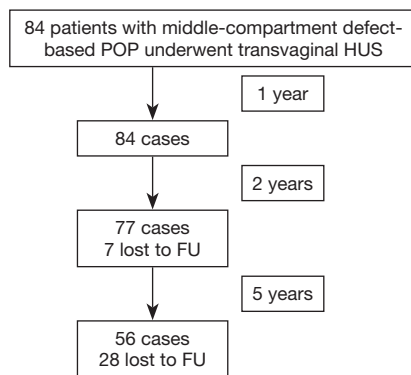 84 patients with middle-compartment defect-
based POP underwent transvaginal HUS
1 year
84 cases
2 years
77 cases
7 lost to FU
5 years
56 cases
28 lost to FU